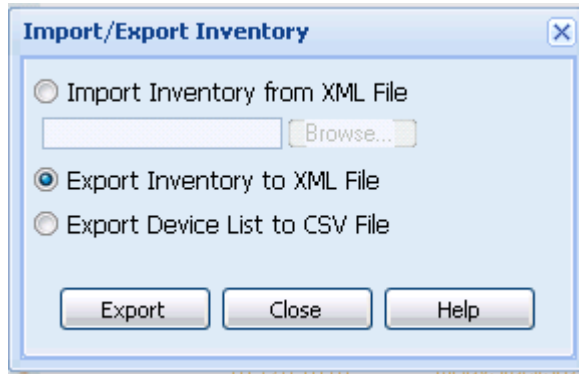 Import/Export Inventory
Import Inventory from XML File
Browse...
Export Inventory to XML File
Export Device List to CSV File
Export Close Help